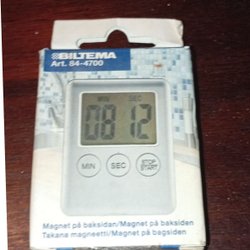 BILTEMA
Art. 84-4700
MIN SEC
08 12
MIN SEC STOP
START
Magnet på baksidan/Magnet på baksiden
Takana magneetti/Magnet på bagsiden